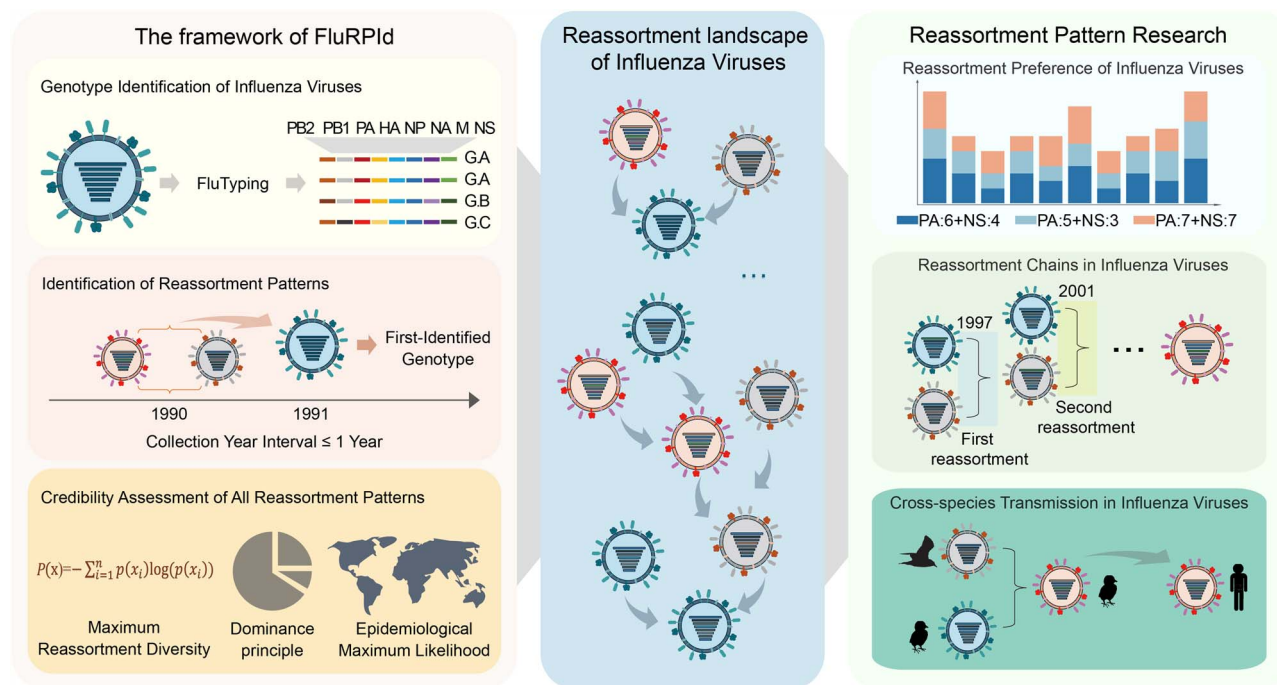 The framework of FluRPId
Genotype Identification of Influenza Viruses
PB2 PB1 PA HA NP NA M NS
FluTyping
G.A
G.A
G.B
G.C
Identification of Reassortment Patterns
First-Identified
Genotype
1990
1991
Collection Year Interval ≤ 1 Year
Credibility Assessment of All Reassortment Patterns
P(x)=−∑ⁿᵢ₌₁ p(xᵢ)log(p(xᵢ))
Maximum
Reassortment Diversity
Dominance
principle
Epidemiological
Maximum Likelihood
Reassortment landscape
of Influenza Viruses
...
Reassortment Pattern Research
Reassortment Preference of Influenza Viruses
PA:6+NS:4
PA:5+NS:3
PA:7+NS:7
Reassortment Chains in Influenza Viruses
1997
2001
...
First
reassortment
Second
reassortment
Cross-species Transmission in Influenza Viruses